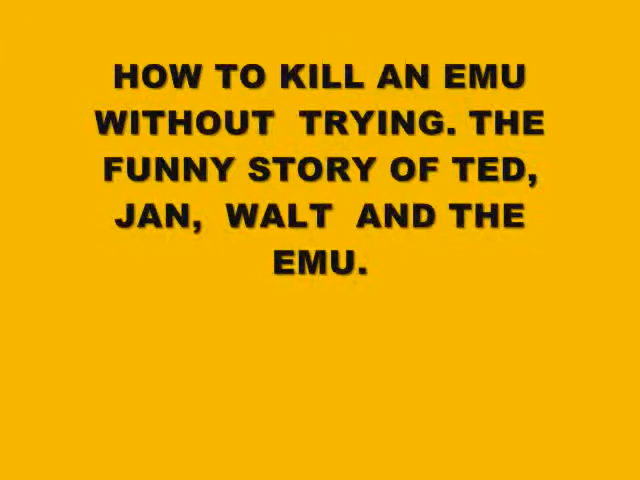 HOW TO KILL AN EMU
WITHOUT  TRYING. THE
FUNNY STORY OF TED,
JAN,  WALT  AND THE
EMU.